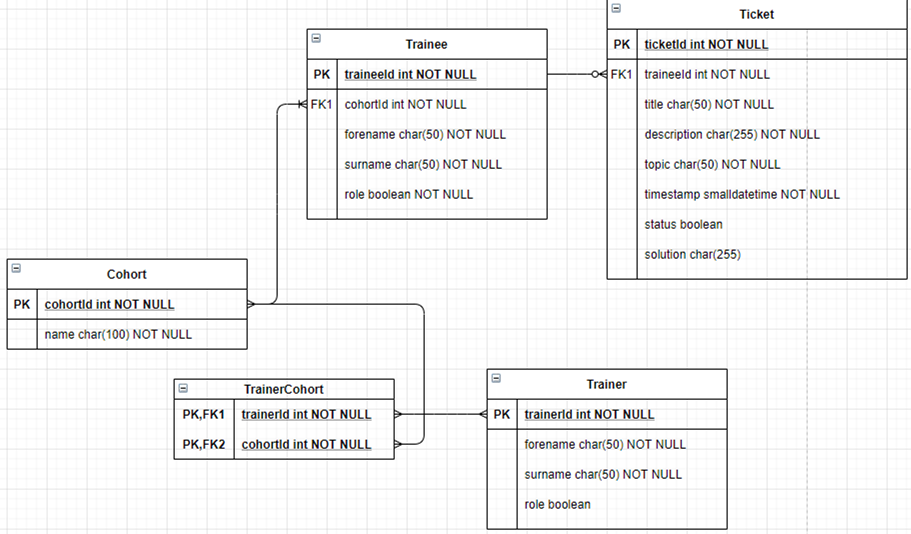 Ticket
PK ticketId int NOT NULL
FK1 traineeId int NOT NULL
title char(50) NOT NULL
description char(255) NOT NULL
topic char(50) NOT NULL
timestamp smalldatetime NOT NULL
status boolean
solution char(255)
Trainee
PK traineeId int NOT NULL
FK1 cohortId int NOT NULL
forename char(50) NOT NULL
surname char(50) NOT NULL
role boolean NOT NULL
Cohort
PK cohortId int NOT NULL
name char(100) NOT NULL
TrainerCohort
PK,FK1 trainerId int NOT NULL
PK,FK2 cohortId int NOT NULL
Trainer
PK trainerId int NOT NULL
forename char(50) NOT NULL
surname char(50) NOT NULL
role boolean